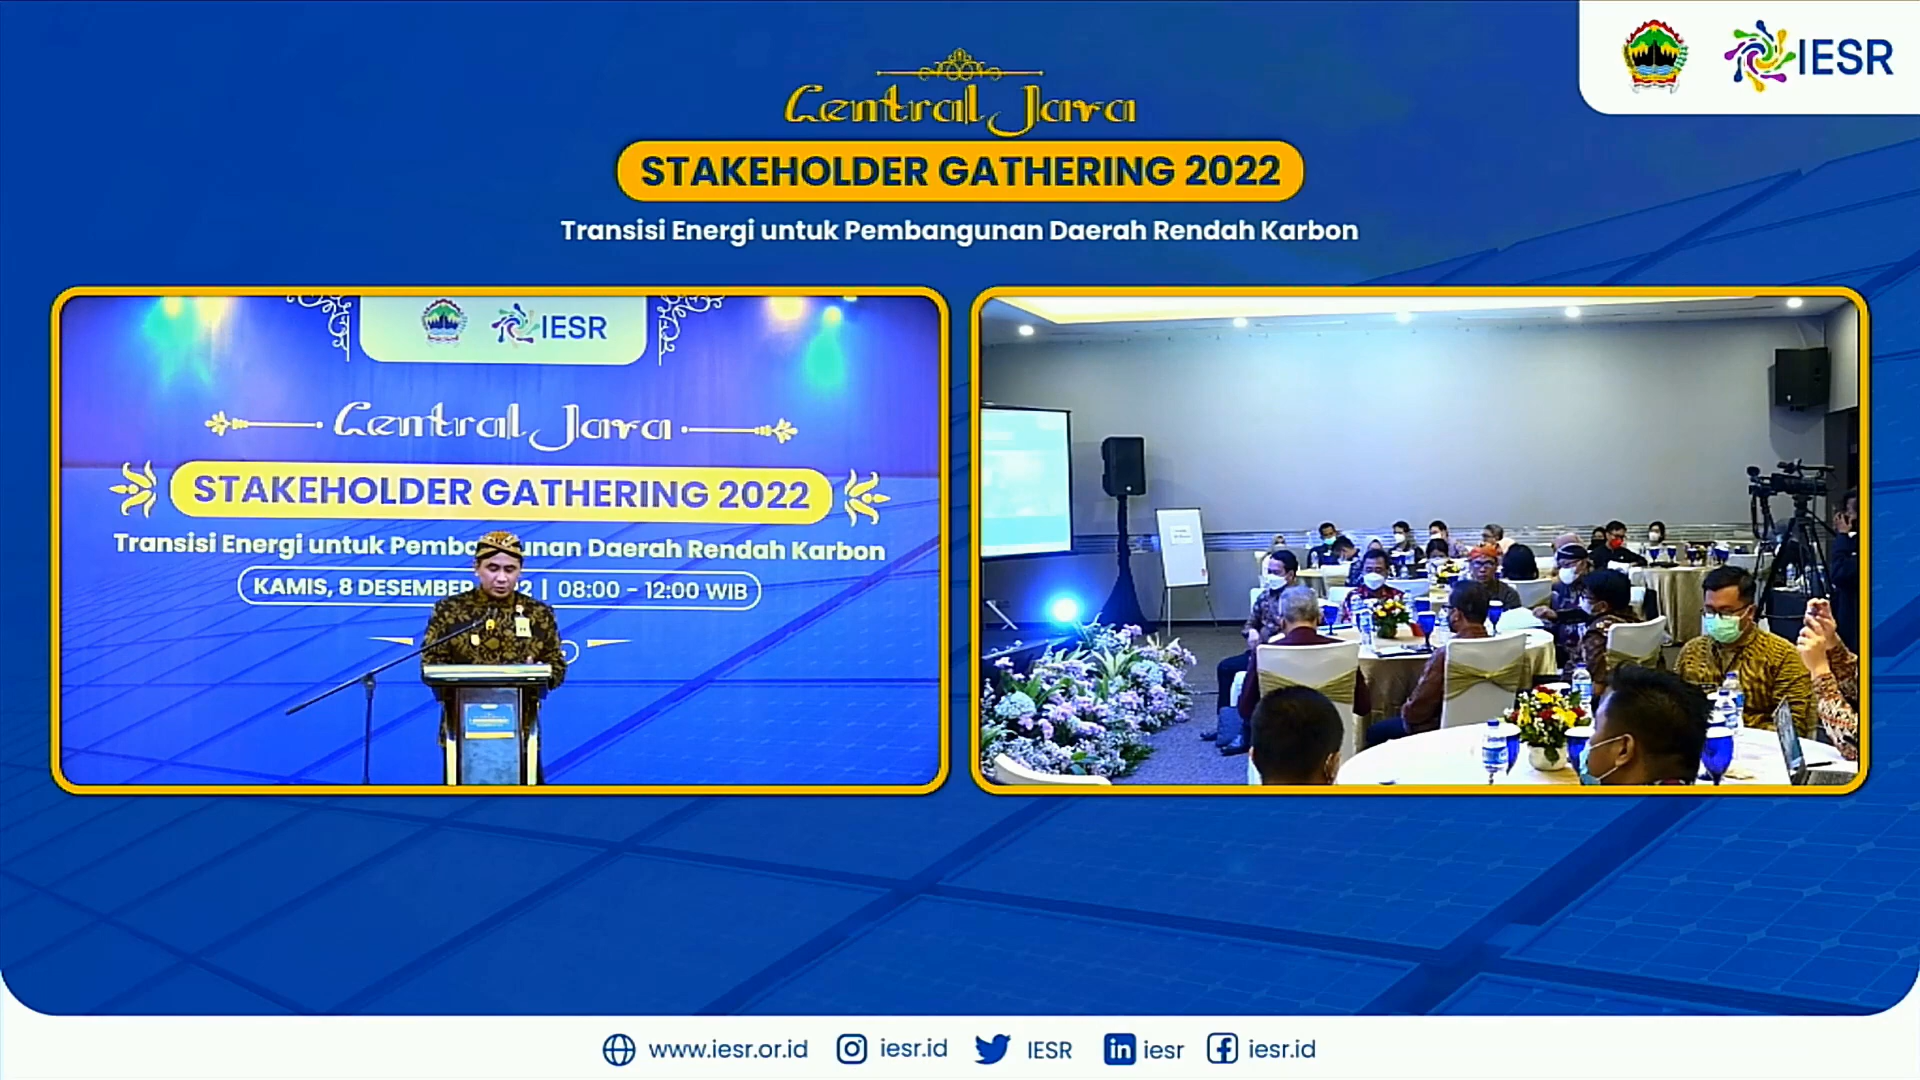 IESR
Central Java
STAKEHOLDER GATHERING 2022
Transisi Energi untuk Pembangunan Daerah Rendah Karbon
IESR
Central Java
STAKEHOLDER GATHERING 2022
Transisi Energi untuk Pemba unan Daerah Rendah Karbon
KAMIS, 8 DESEMBER 2 | 08:00 - 12:00 WIB
www.iesr.or.id iesr.id IESR iesr iesr.id